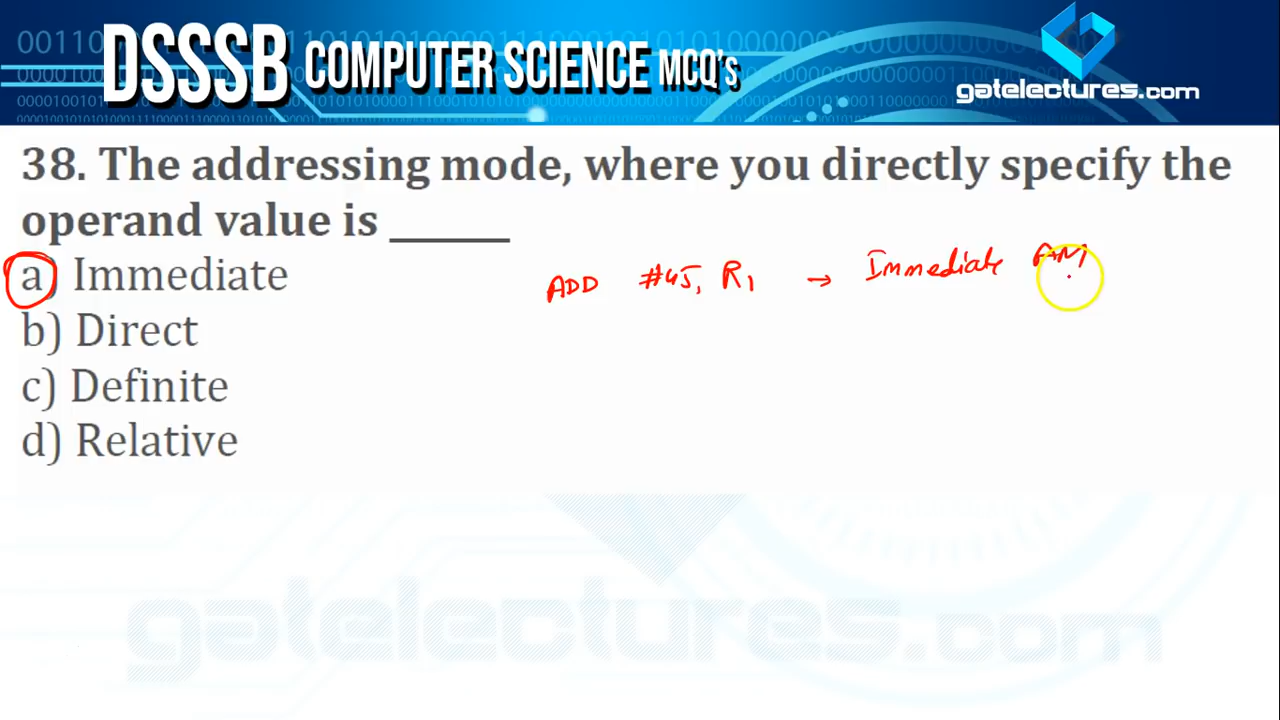 DSSSB COMPUTER SCIENCE MCQ's
gatelectures.com
38. The addressing mode, where you directly specify the
operand value is ______
a) Immediate
ADD #45, R1 → Immediate AM
b) Direct
c) Definite
d) Relative
gatelectures.com